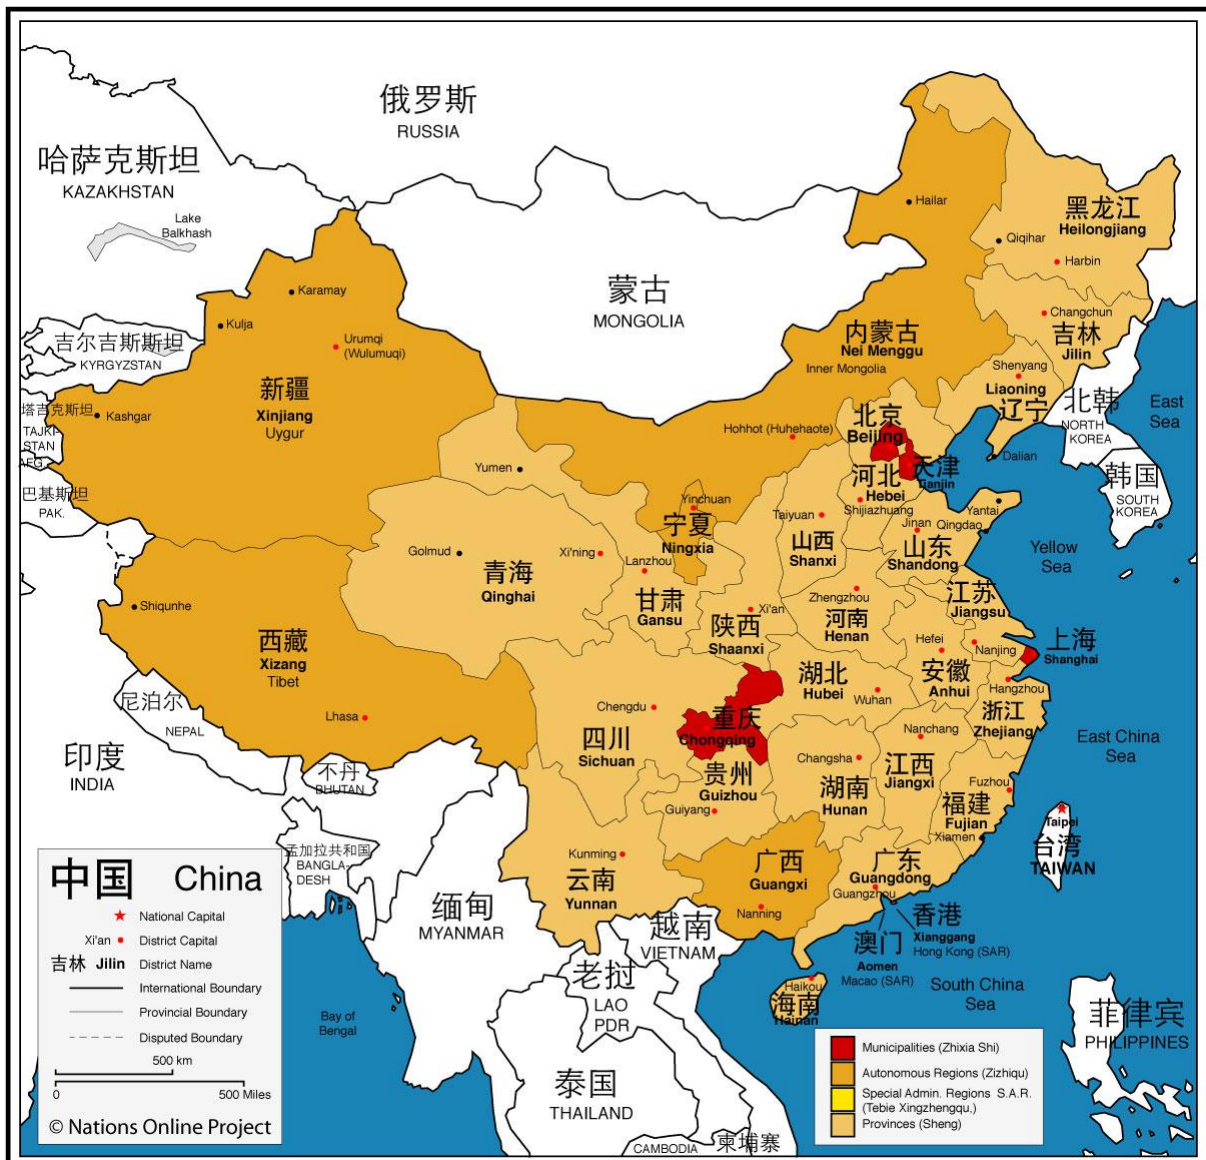 俄罗斯
RUSSIA
哈萨克斯坦
KAZAKHSTAN
Lake
Balkhash
Hailar
黑龙江
Heilongjiang
Qiqihar
Harbin
蒙古
MONGOLIA
Karamay
Kulja
Urumqi
(Wulumuqi)
Changchun
吉林
Jilin
吉尔吉斯斯坦
KYRGYZSTAN
内蒙古
Nei Menggu
Inner Mongolia
Shenyang
Liaoning
辽宁
新疆
Xinjiang
Uygur
塔吉克斯坦
TAJKI-
STAN
AFG.
Kashgar
北韩
NORTH
KOREA
East
Sea
北京
Beijing
Hohhot (Huhehaote)
天津
Tianjin
Dalian
Yumen
河北
Hebei
Shijiazhuang
韩国
SOUTH
KOREA
巴基斯坦
PAK.
Yinchuan
宁夏
Ningxia
Taiyuan
山西
Shanxi
Jinan
Qingdao
Yantai
山东
Shandong
Yellow
Sea
Golmud
Xi'ning
青海
Qinghai
Lanzhou
甘肃
Gansu
Shiqunhe
Zhengzhou
河南
Henan
江苏
Jiangsu
Xi'an
陕西
Shaanxi
西藏
Xizang
Tibet
Hefei
Nanjing
安徽
Anhui
上海
Shanghai
湖北
Hubei
Wuhan
Hangzhou
浙江
Zhejiang
尼泊尔
NEPAL
Lhasa
Chengdu
四川
Sichuan
重庆
Chongqing
East China
Sea
印度
INDIA
不丹
BHUTAN
Nanchang
江西
Jiangxi
Changsha
湖南
Hunan
贵州
Guizhou
Guiyang
Fuzhou
福建
Fujian
Xiamen
Taipei
台湾
TAIWAN
孟加拉共和国
BANGLA-
DESH
Kunming
云南
Yunnan
广西
Guangxi
Nanning
广东
Guangdong
Guangzhou
缅甸
MYANMAR
越南
VIETNAM
香港
Xianggang
Hong Kong (SAR)
澳门
Aomen
Macao (SAR)
老挝
LAO
PDR
Haikou
海南
Hainan
South China
Sea
Bay of
Bengal
菲律宾
PHILIPPINES
泰国
THAILAND
CAMBODIA
柬埔寨
中国 China
National Capital
Xi'an District Capital
吉林 Jilin District Name
International Boundary
Provincial Boundary
Disputed Boundary
500 km
0 500 Miles
© Nations Online Project
Municipalities (Zhixia Shi)
Autonomous Regions (Zizhiqu)
Special Admin. Regions S.A.R.
(Tebie Xingzhengqu,)
Provinces (Sheng)